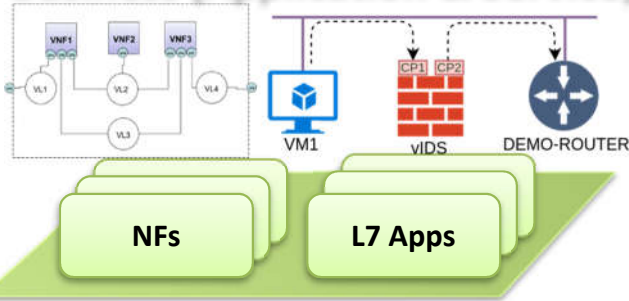 VNF1 VNF2 VNF3
VL1 VL2 VL4
VL3
CP1 CP2
VM1 vIDS DEMO-ROUTER
NFs L7 Apps